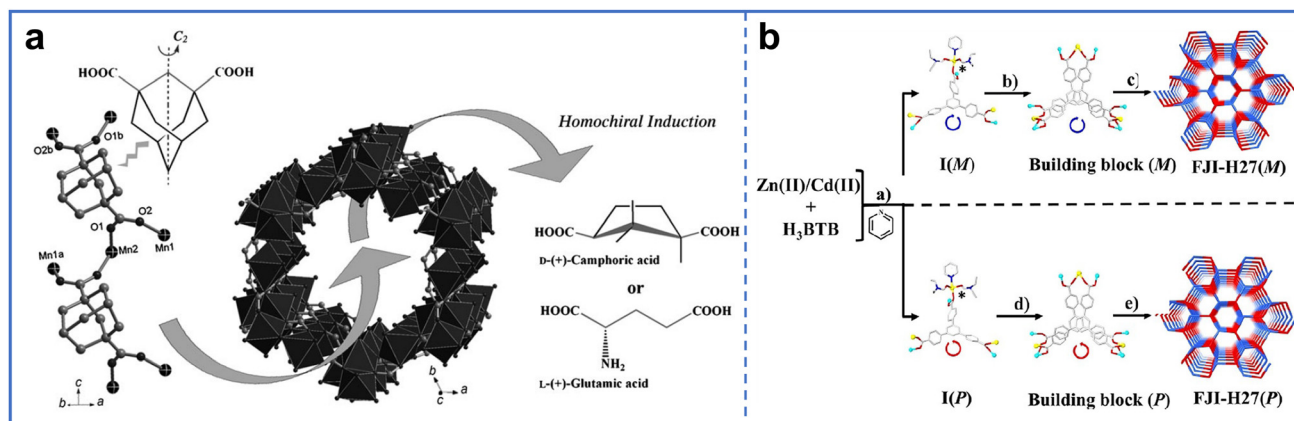 a
C2
HOOC
COOH
O1b
O2b
O2
O1
Mn2
Mn1
Mn1a
c
b
a
Homochiral Induction
HOOC
COOH
D-(+)-Camphoric acid
or
HOOC
COOH
NH2
L-(+)-Glutamic acid
b
a
c
b
Zn(II)/Cd(II)
+
H3BTB
a)
N
*
b)
c)
I(M)
Building block (M)
FJI-H27(M)
*
d)
e)
I(P)
Building block (P)
FJI-H27(P)